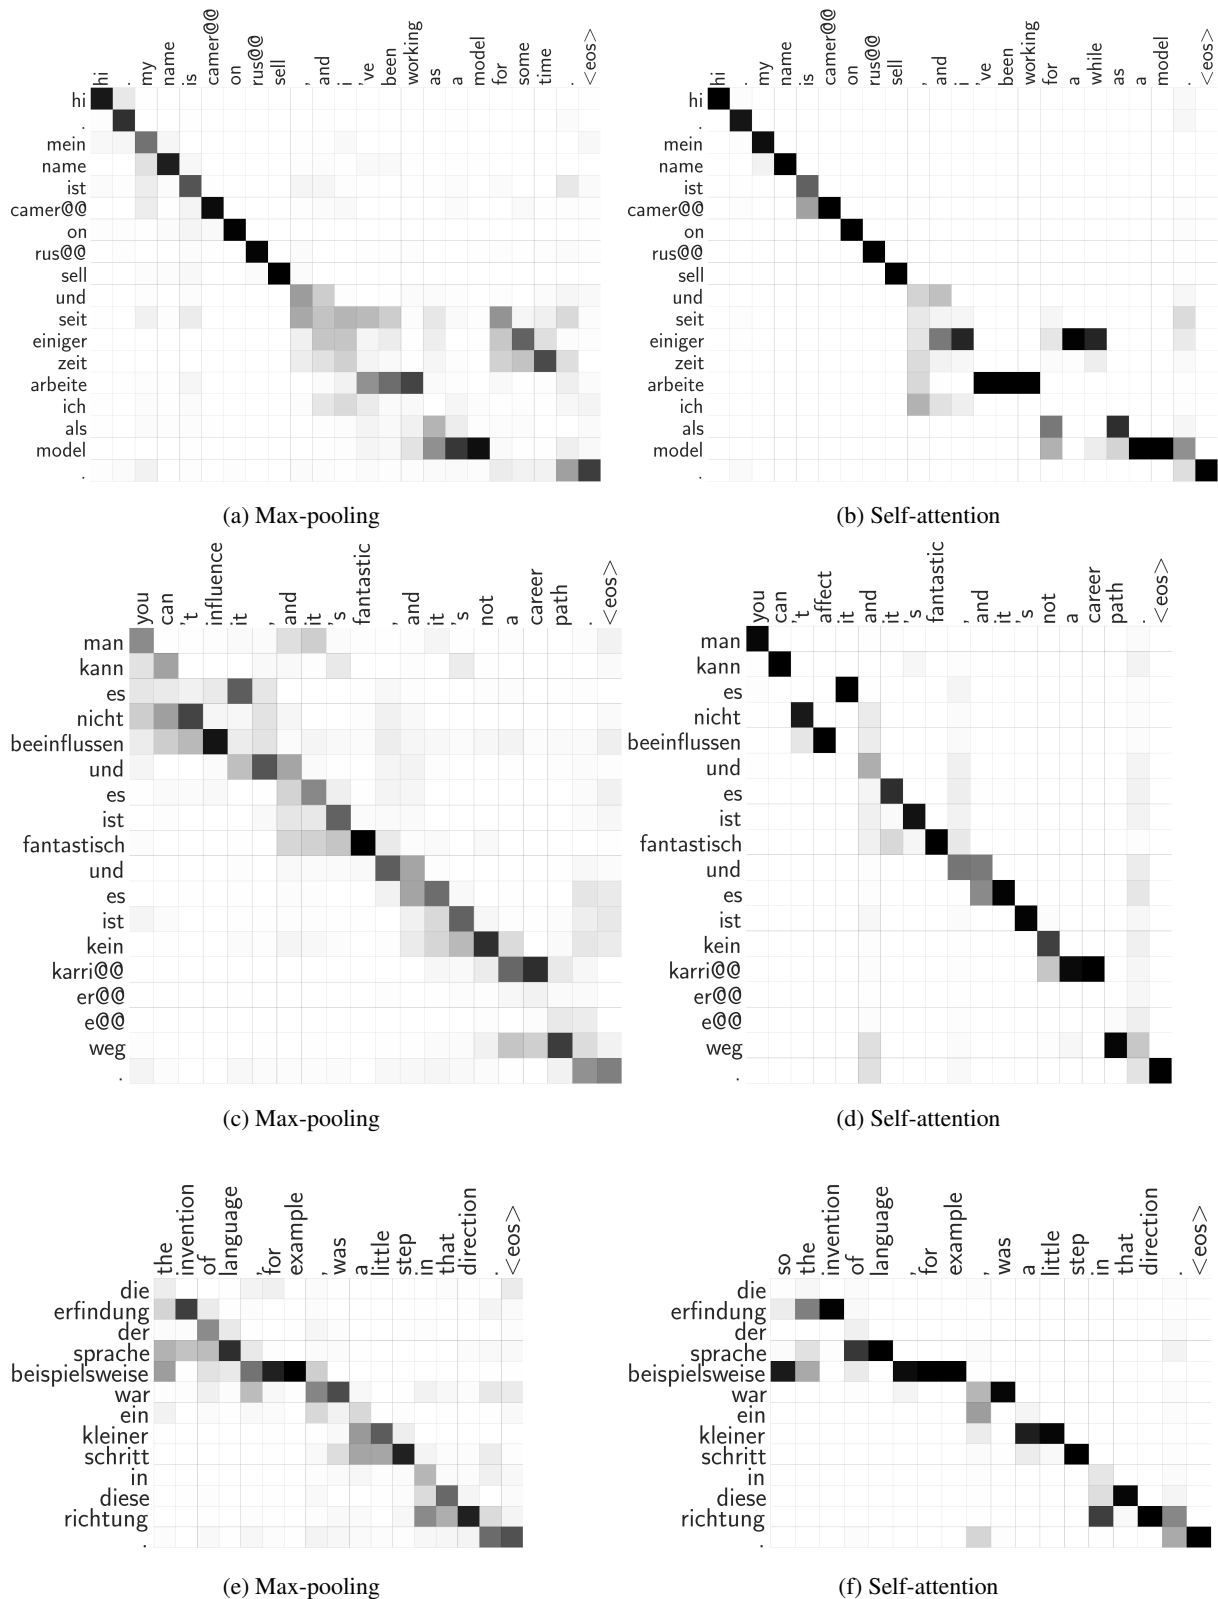 hi . my name is camer@@ on rus@@ sell , and i 've been working as a model for some time . <eos>
hi
.
mein
name
ist
camer@@
on
rus@@
sell
und
seit
einiger
zeit
arbeite
ich
als
model
.
(a) Max-pooling
hi . my name is camer@@ on rus@@ sell , and i 've been working for a while as a model . <eos>
hi
.
mein
name
ist
camer@@
on
rus@@
sell
und
seit
einiger
zeit
arbeite
ich
als
model
.
(b) Self-attention
you can 't influence it , and it 's fantastic , and it 's not a career path . <eos>
man
kann
es
nicht
beeinflussen
und
es
ist
fantastisch
und
es
ist
kein
karri@@
er@@
e@@
weg
.
(c) Max-pooling
you can 't affect it and it 's fantastic , and it 's not a career path . <eos>
man
kann
es
nicht
beeinflussen
und
es
ist
fantastisch
und
es
ist
kein
karri@@
er@@
e@@
weg
.
(d) Self-attention
the invention of language , for example , was a little step in that direction . <eos>
die
erfindung
der
sprache
beispielsweise
war
ein
kleiner
schritt
in
diese
richtung
.
(e) Max-pooling
so the invention of language , for example , was a little step in that direction . <eos>
die
erfindung
der
sprache
beispielsweise
war
ein
kleiner
schritt
in
diese
richtung
.
(f) Self-attention